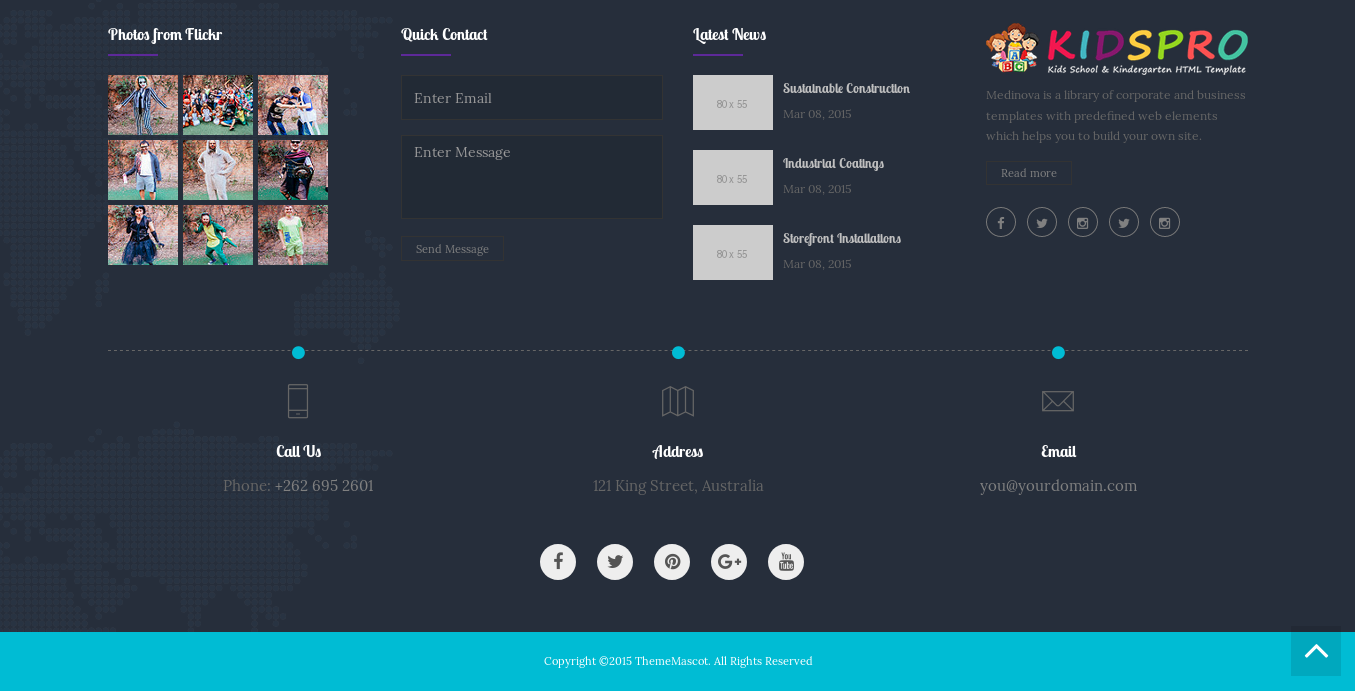 Photos from Flickr
Quick Contact
Enter Email
Enter Message
Send Message
Latest News
80 x 55
Sustainable Construction
Mar 08, 2015
80 x 55
Industrial Coatings
Mar 08, 2015
80 x 55
Storefront Installations
Mar 08, 2015
ABC
KIDSPRO
Kids School & Kindergarten HTML Template
Medinova is a library of corporate and business
templates with predefined web elements
which helps you to build your own site.
Read more
Call Us
Phone: +262 695 2601
Address
121 King Street, Australia
Email
you@yourdomain.com
You
Tube
Copyright ©2015 ThemeMascot. All Rights Reserved